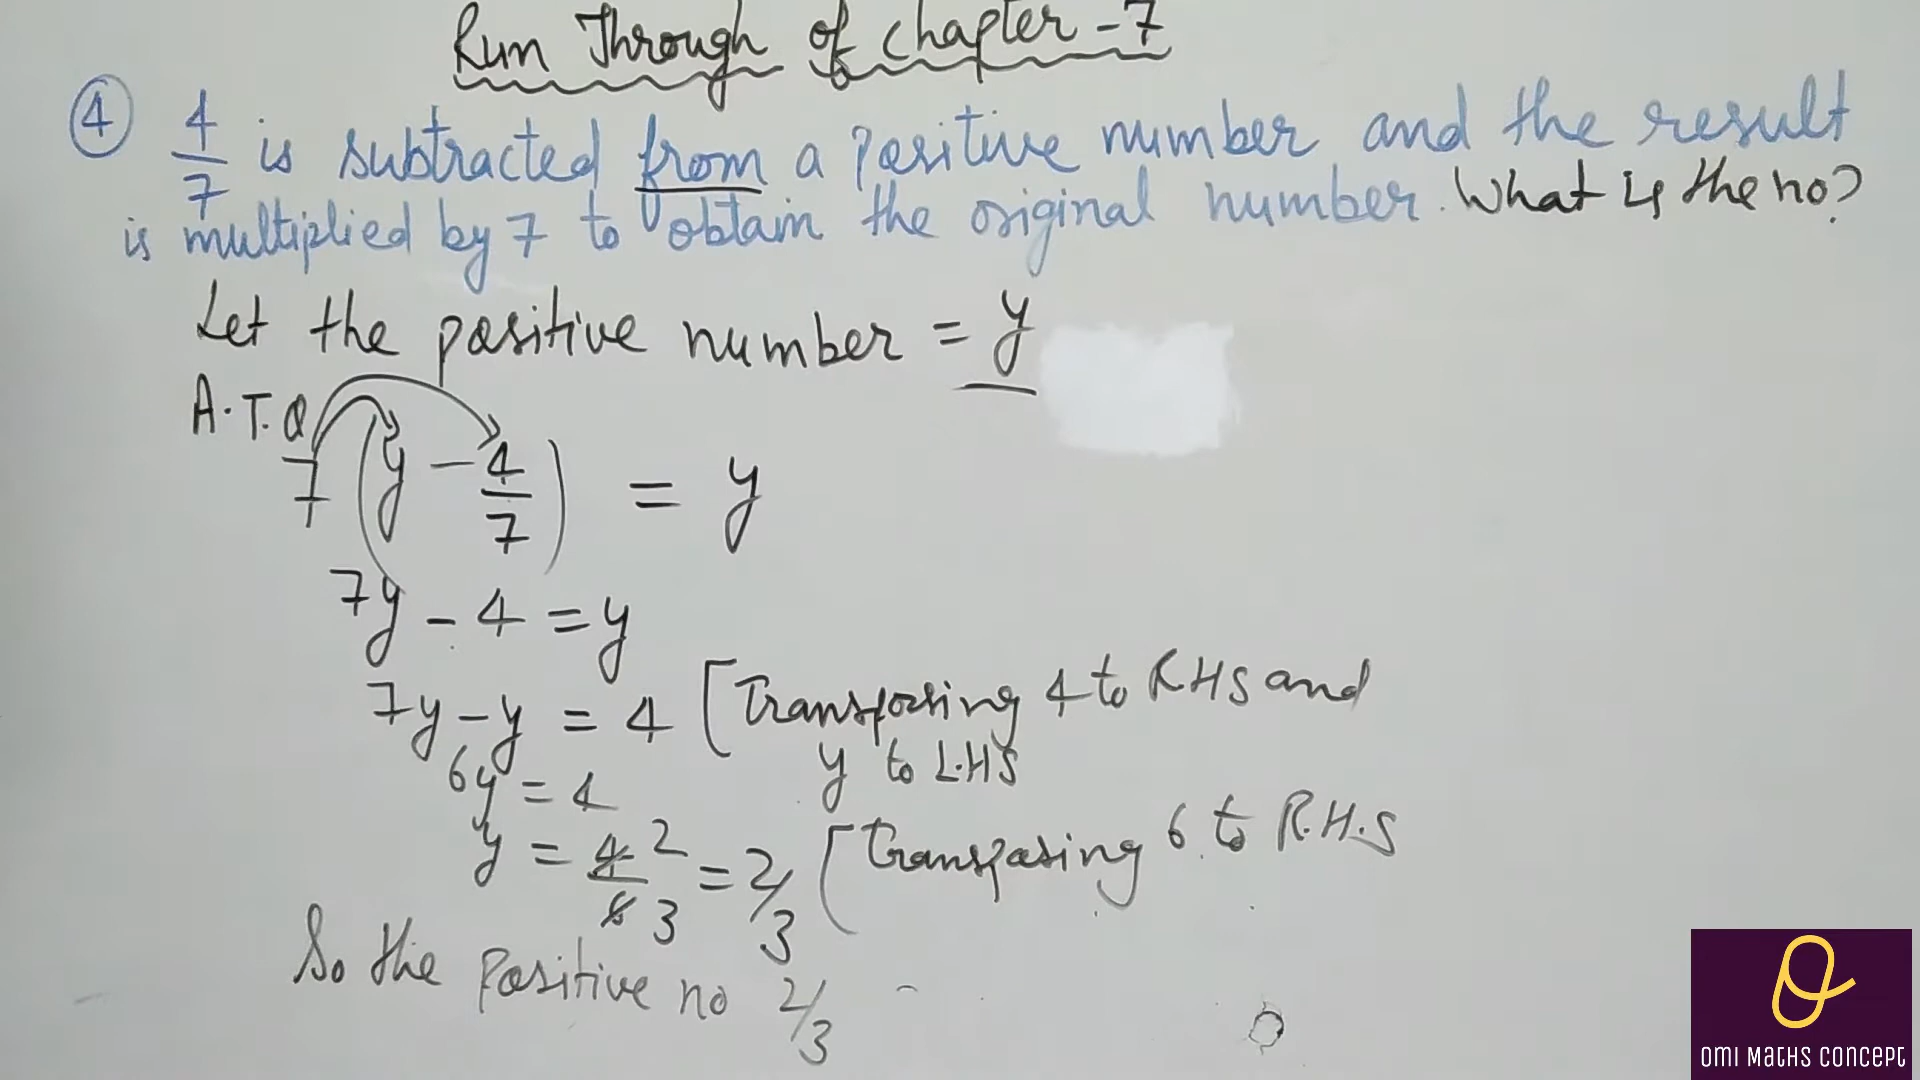 Run Through of chapter-7
④ 4/7 is subtracted from a positive number and the result
is multiplied by 7 to obtain the original number. What is the no?
Let the positive number = y
A.T.Q
7(y - 4/7) = y
7y - 4 = y
7y - y = 4 [Transposing 4 to RHS and
y to L.HS
6y = 4
y = 4/6 2/3 = 2/3 [Transposing 6 to R.H.S
So the positive no 2/3
OMI MATHS CONCEPT